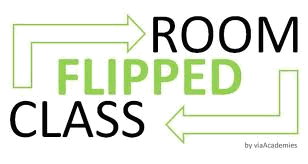 ROOM
FLIPPED
CLASS
by viaAcademies